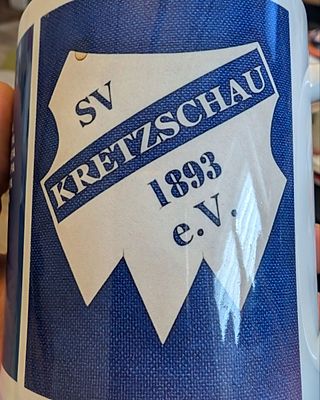 SV
KRETZSCHAU
1893
e.V.